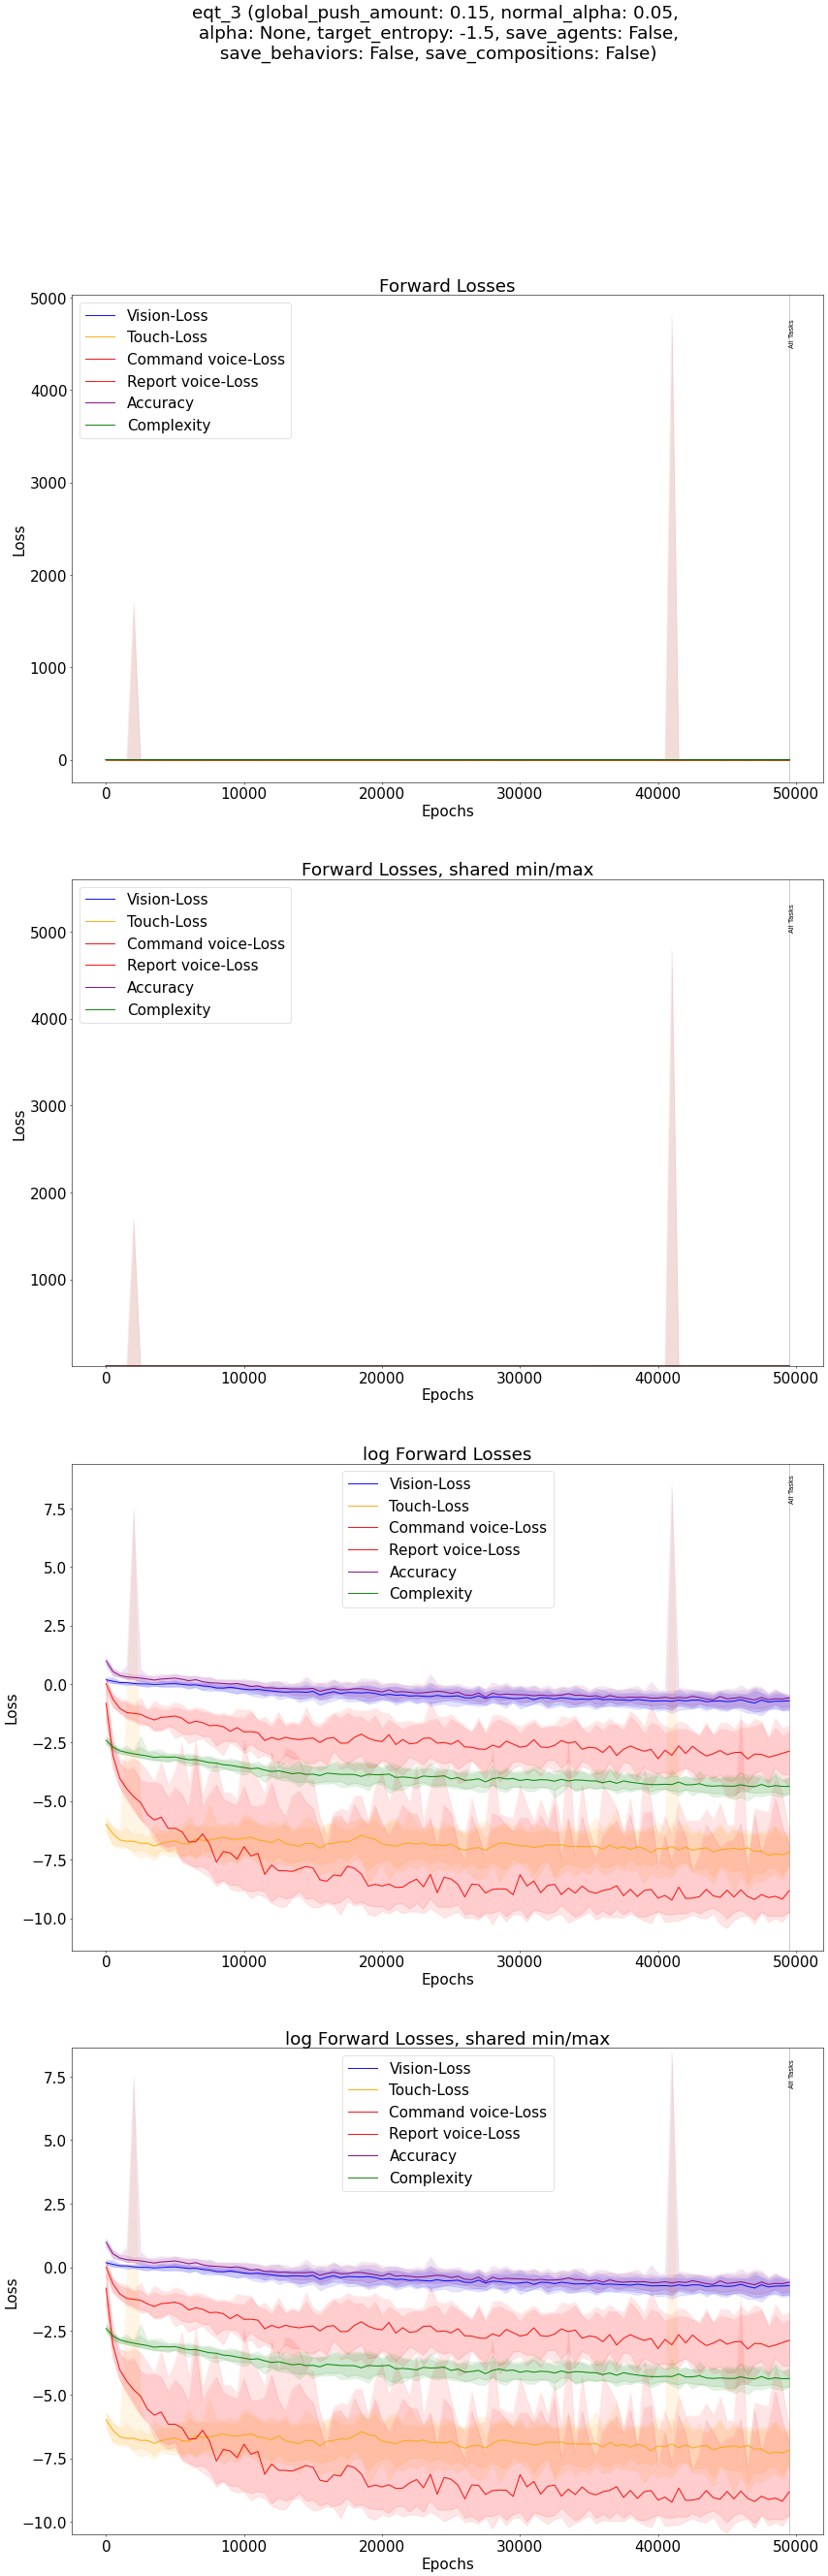 eqt_3 (global_push_amount: 0.15, normal_alpha: 0.05,
alpha: None, target_entropy: -1.5, save_agents: False,
save_behaviors: False, save_compositions: False)
Forward Losses
5000
4000
3000
2000
1000
0
Loss
Vision-Loss
Touch-Loss
Command voice-Loss
Report voice-Loss
Accuracy
Complexity
All Tasks
0 10000 20000 30000 40000 50000
Epochs
Forward Losses, shared min/max
5000
4000
3000
2000
1000
Loss
Vision-Loss
Touch-Loss
Command voice-Loss
Report voice-Loss
Accuracy
Complexity
All Tasks
0 10000 20000 30000 40000 50000
Epochs
log Forward Losses
7.5
5.0
2.5
0.0
−2.5
−5.0
−7.5
−10.0
Loss
Vision-Loss
Touch-Loss
Command voice-Loss
Report voice-Loss
Accuracy
Complexity
All Tasks
0 10000 20000 30000 40000 50000
Epochs
log Forward Losses, shared min/max
7.5
5.0
2.5
0.0
−2.5
−5.0
−7.5
−10.0
Loss
Vision-Loss
Touch-Loss
Command voice-Loss
Report voice-Loss
Accuracy
Complexity
All Tasks
0 10000 20000 30000 40000 50000
Epochs